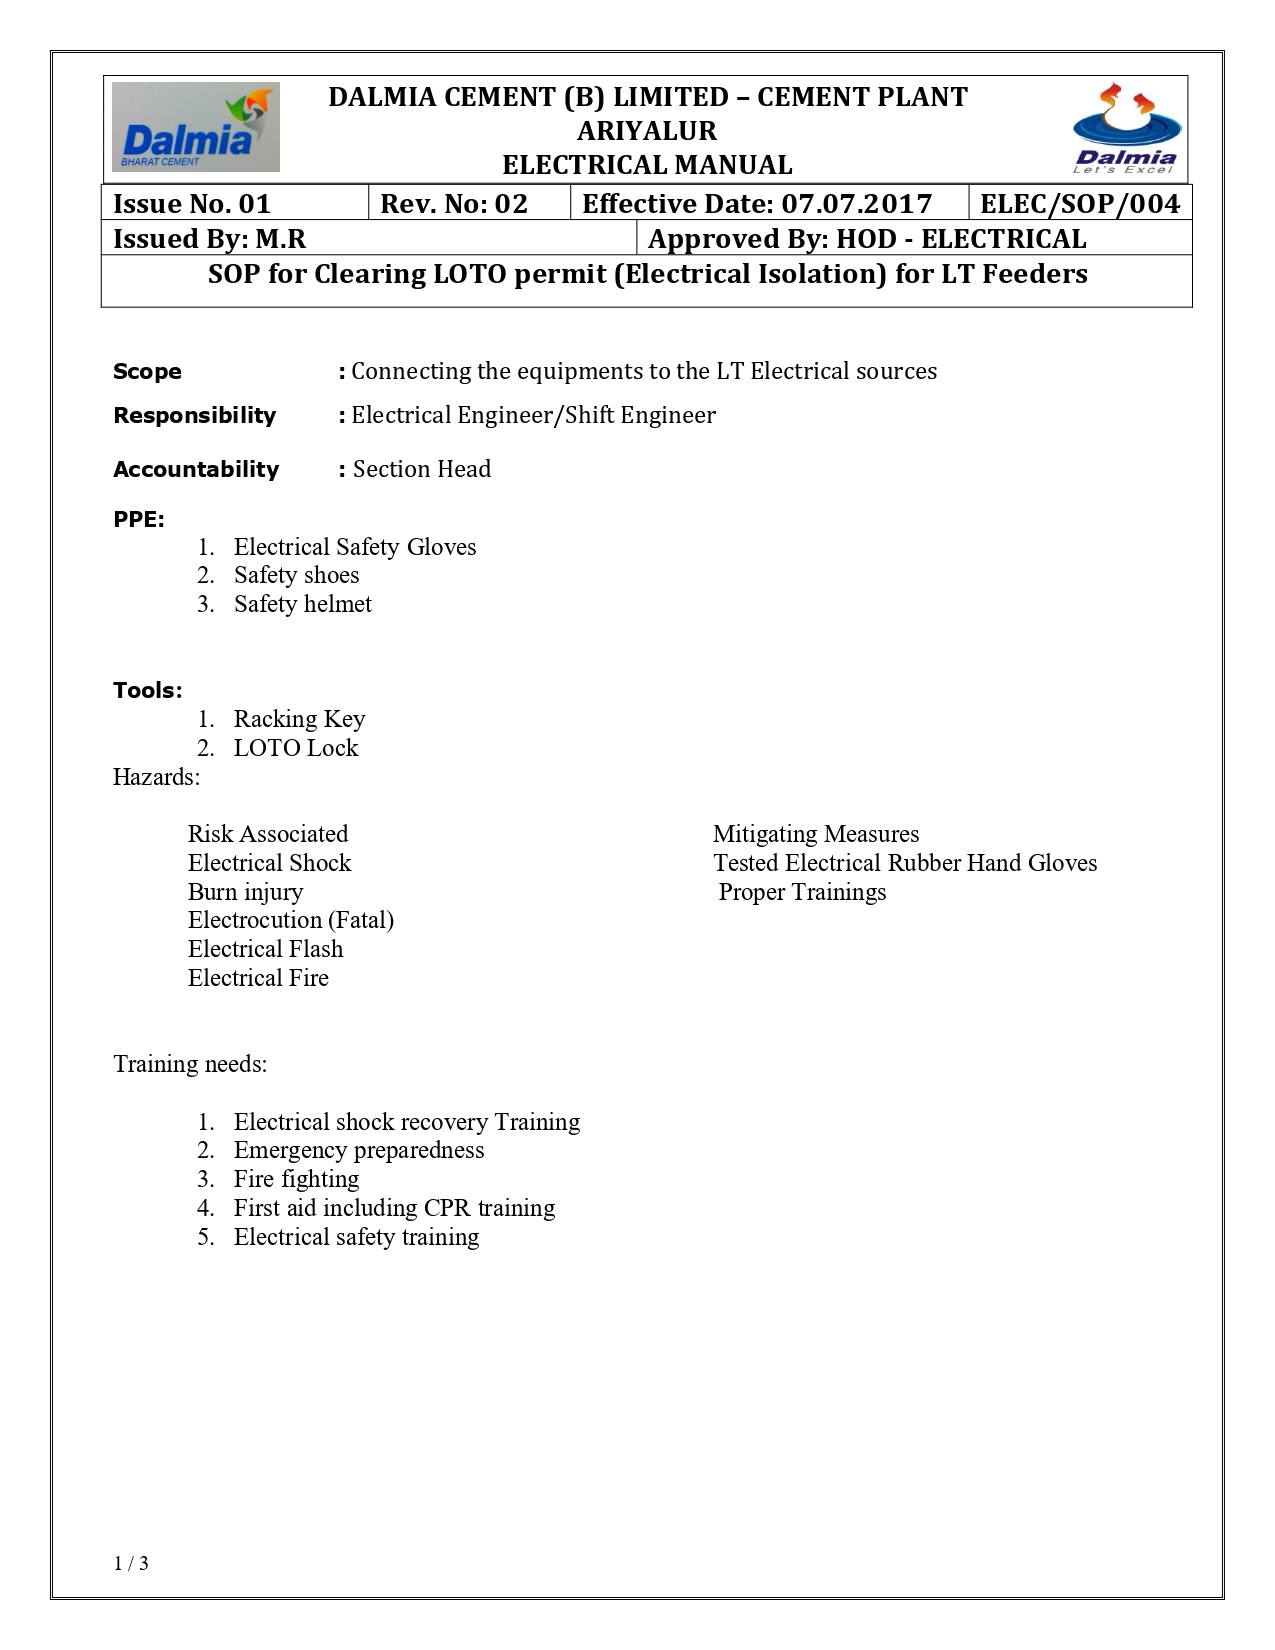 Dalmia
BHARAT CEMENT
DALMIA CEMENT (B) LIMITED – CEMENT PLANT
ARIYALUR
ELECTRICAL MANUAL
Dalmia
Let's Excel
Issue No. 01 Rev. No: 02 Effective Date: 07.07.2017 ELEC/SOP/004
Issued By: M.R Approved By: HOD - ELECTRICAL
SOP for Clearing LOTO permit (Electrical Isolation) for LT Feeders
Scope : Connecting the equipments to the LT Electrical sources
Responsibility : Electrical Engineer/Shift Engineer
Accountability : Section Head
PPE:
1. Electrical Safety Gloves
2. Safety shoes
3. Safety helmet
Tools:
1. Racking Key
2. LOTO Lock
Hazards:
Risk Associated Mitigating Measures
Electrical Shock Tested Electrical Rubber Hand Gloves
Burn injury Proper Trainings
Electrocution (Fatal)
Electrical Flash
Electrical Fire
Training needs:
1. Electrical shock recovery Training
2. Emergency preparedness
3. Fire fighting
4. First aid including CPR training
5. Electrical safety training
1 / 3